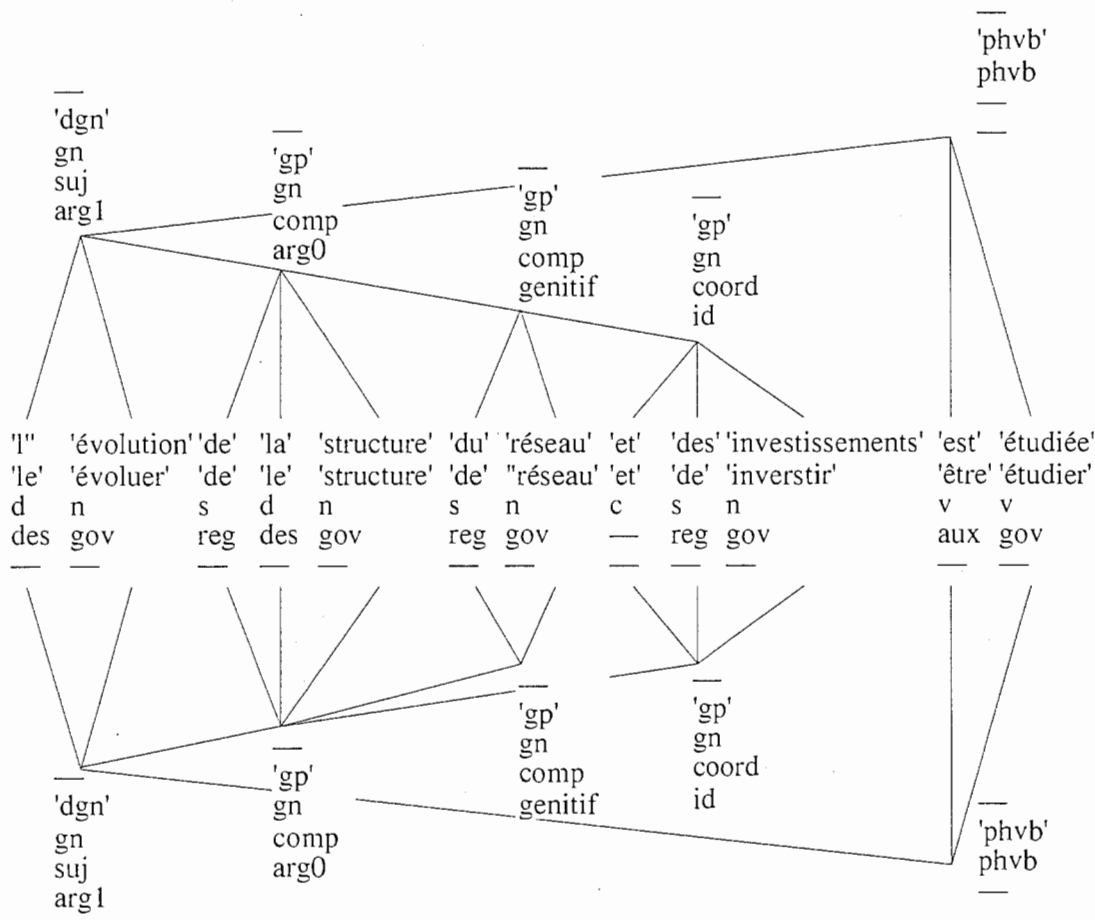 'phvb'
phvb
—
—
'dgn'
gn
suj
arg1
'gp'
gn
comp
arg0
'gp'
gn
comp
genitif
'gp'
gn
coord
id
'l'' 'évolution' 'de' 'la' 'structure' 'du' 'réseau' 'et' 'des' 'investissements' 'est' 'étudiée'
'le' 'évoluer' 'de' 'le' 'structure' 'de' "réseau' 'et' 'de' 'inverstir' 'être' 'étudier'
d n s d n s n c s n v v
des gov reg des gov reg gov — reg gov aux gov
— — — — — — — — — — — —
'dgn'
gn
suj
arg1
'gp'
gn
comp
arg0
'gp'
gn
comp
genitif
'gp'
gn
coord
id
'phvb'
phvb
—